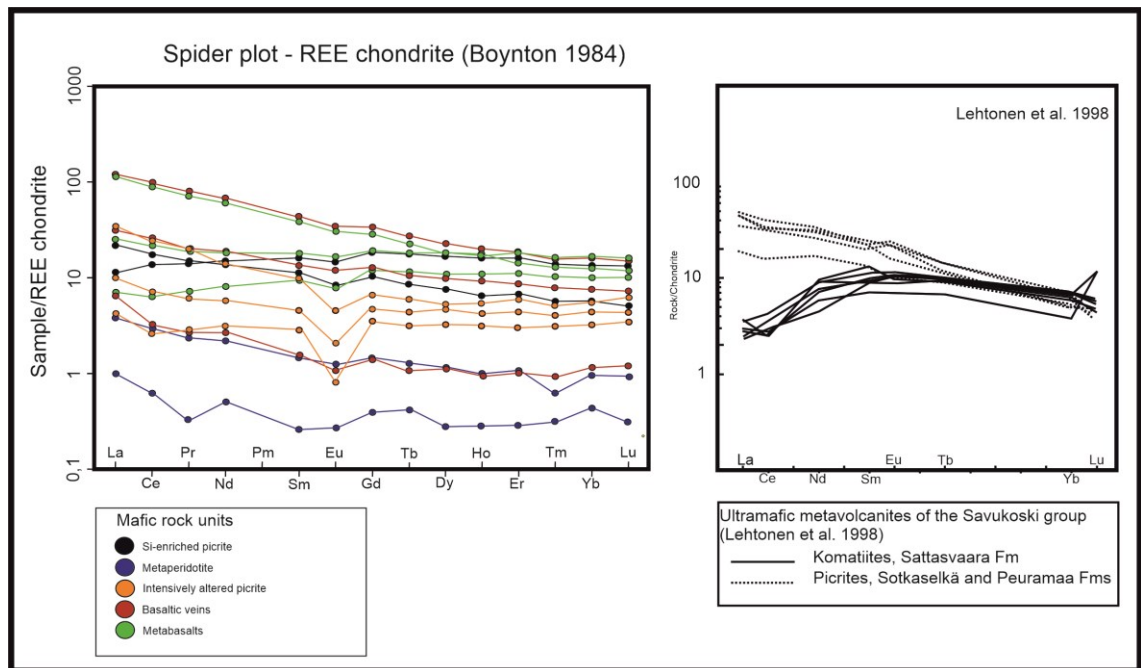 Spider plot - REE chondrite (Boynton 1984)
Sample/REE chondrite
1000
100
10
1
0,1
La
Pr
Pm
Eu
Tb
Ho
Tm
Lu
Ce
Nd
Sm
Gd
Dy
Er
Yb
Mafic rock units
Si-enriched picrite
Metaperidotite
Intensively altered picrite
Basaltic veins
Metabasalts
Lehtonen et al. 1998
Rock/Chondrite
100
10
1
La
Eu
Tb
Lu
Ce
Nd
Sm
Yb
Ultramafic metavolcanites of the Savukoski group
(Lehtonen et al. 1998)
Komatiites, Sattasvaara Fm
Picrites, Sotkaselkä and Peuramaa Fms